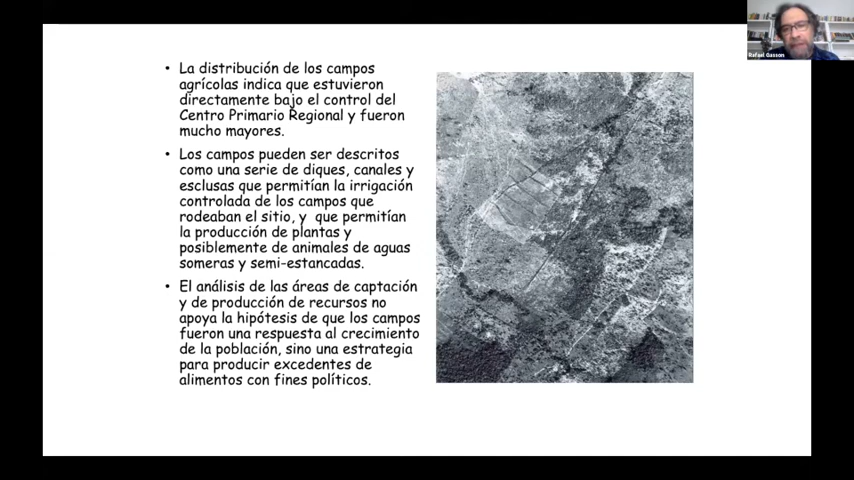 • La distribución de los campos
agrícolas indica que estuvieron
directamente bajo el control del
Centro Primario Regional y fueron
mucho mayores.
• Los campos pueden ser descritos
como una serie de diques, canales y
esclusas que permitían la irrigación
controlada de los campos que
rodeaban el sitio, y que permitían
la producción de plantas y
posiblemente de animales de aguas
someras y semi-estancadas.
• El análisis de las áreas de captación
y de producción de recursos no
apoya la hipótesis de que los campos
fueron una respuesta al crecimiento
de la población, sino una estrategia
para producir excedentes de
alimentos con fines políticos.
Rafael Gasson